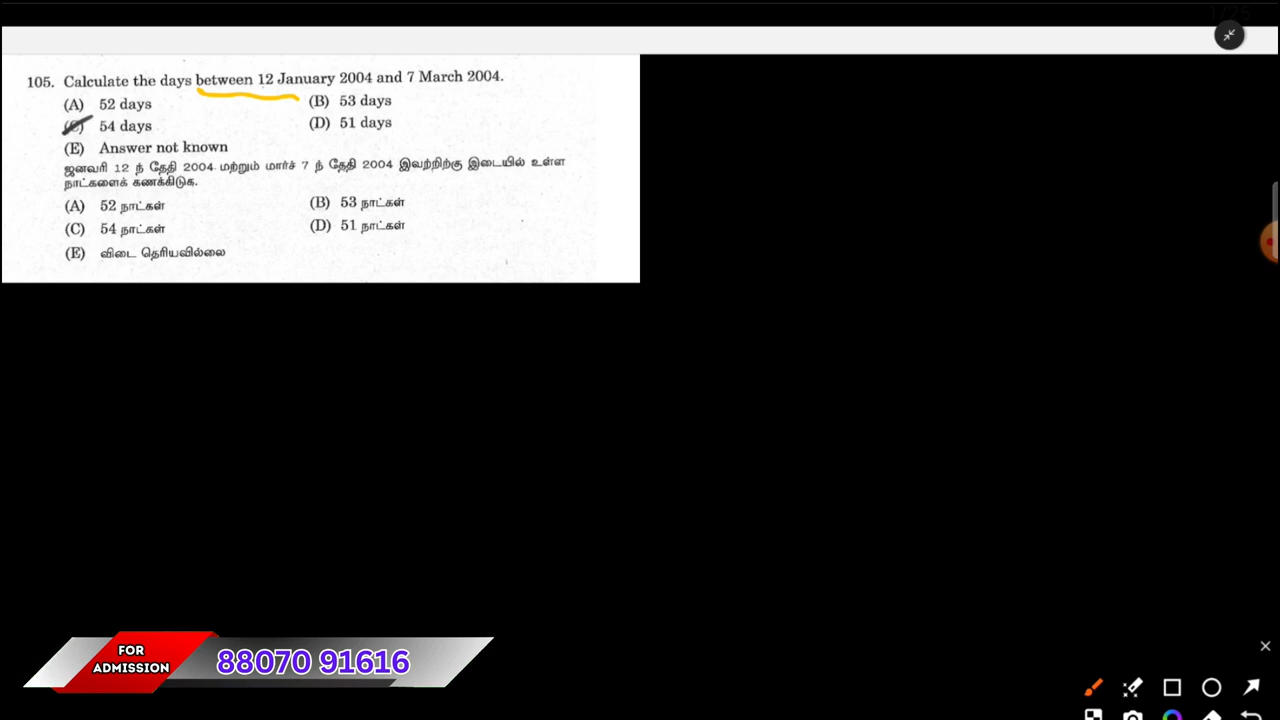 105. Calculate the days between 12 January 2004 and 7 March 2004.
(A) 52 days (B) 53 days
(C) 54 days (D) 51 days
(E) Answer not known
ஜனவரி 12 ந் தேதி 2004 மற்றும் மார்ச் 7 ந் தேதி 2004 இவற்றிற்கு இடையில் உள்ள
நாட்களைக் கணக்கிடுக.
(A) 52 நாட்கள் (B) 53 நாட்கள்
(C) 54 நாட்கள் (D) 51 நாட்கள்
(E) விடை தெரியவில்லை
FOR
ADMISSION
88070 91616